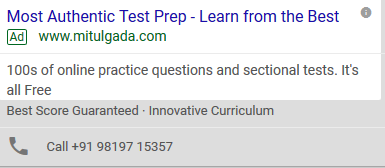 Most Authentic Test Prep - Learn from the Best
Ad www.mitulgada.com
100s of online practice questions and sectional tests. It's
all Free
Best Score Guaranteed · Innovative Curriculum
Call +91 98197 15357